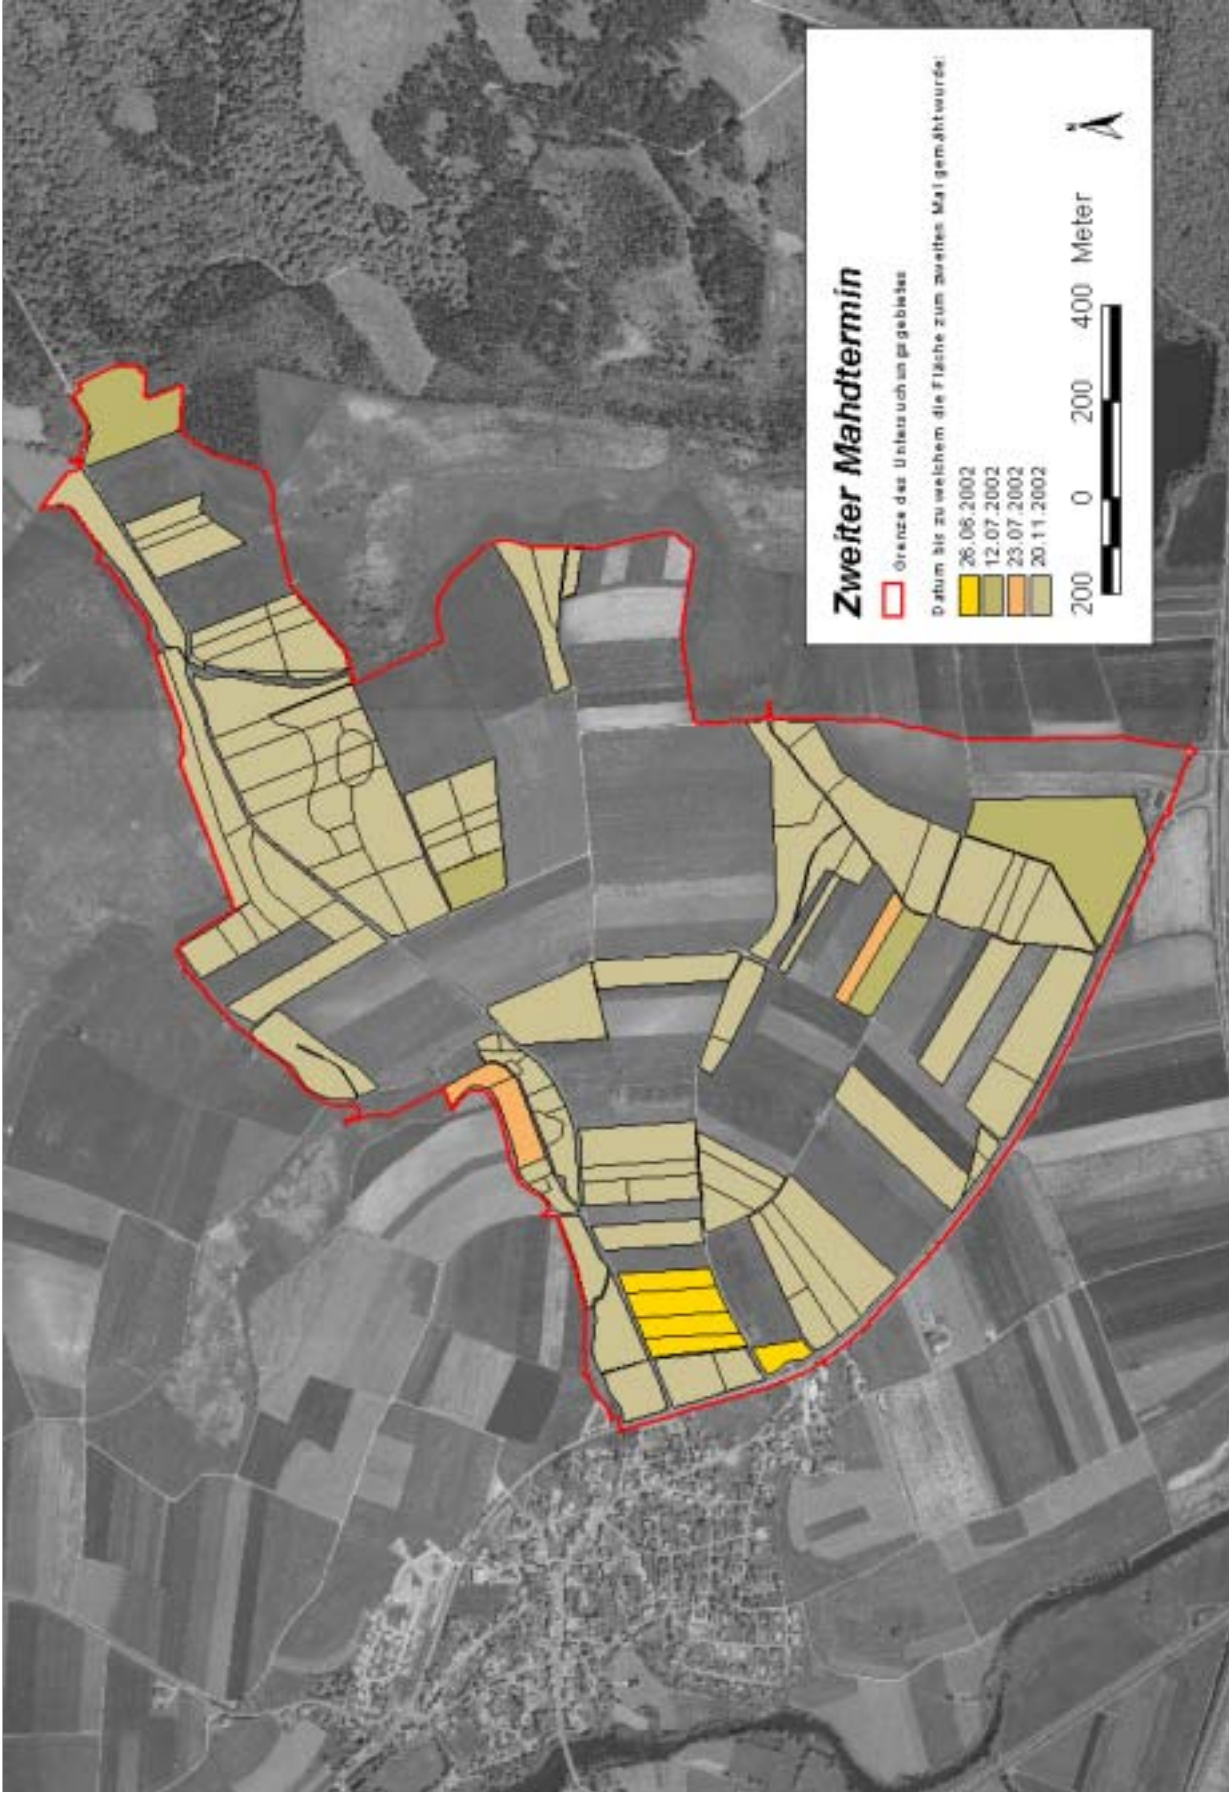 Zweiter Mahdtermin
Grenze des Untersuchungsgebietes
Datum bis zu welchem die Fläche zum zweiten Mal gemäht wurde:
26.06.2002
12.07.2002
23.07.2002
20.11.2002
200 0 200 400 Meter
N